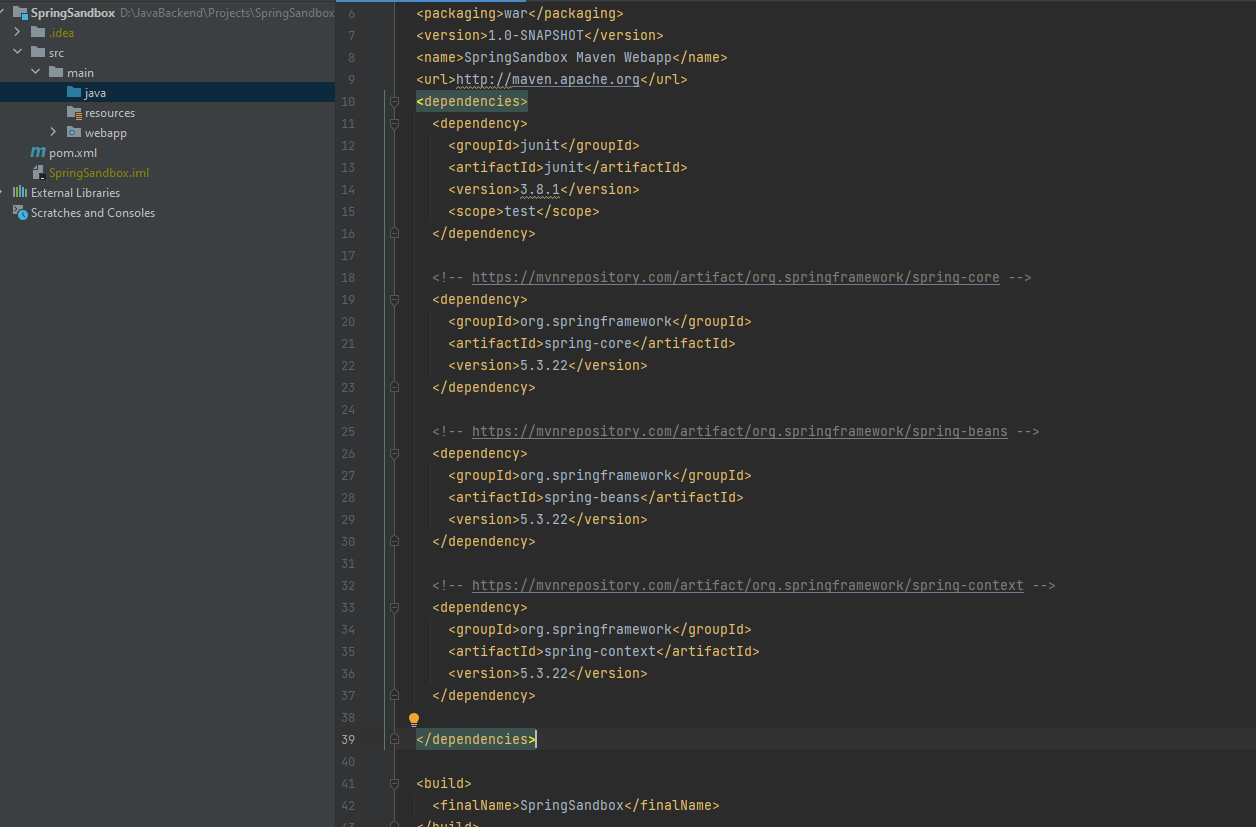 SpringSandbox D:\JavaBackend\Projects\SpringSandbox
.idea
src
main
java
resources
webapp
pom.xml
SpringSandbox.iml
External Libraries
Scratches and Consoles
6 <packaging>war</packaging>
7 <version>1.0-SNAPSHOT</version>
8 <name>SpringSandbox Maven Webapp</name>
9 <url>http://maven.apache.org</url>
10 <dependencies>
11 <dependency>
12 <groupId>junit</groupId>
13 <artifactId>junit</artifactId>
14 <version>3.8.1</version>
15 <scope>test</scope>
16 </dependency>
17
18 <!-- https://mvnrepository.com/artifact/org.springframework/spring-core -->
19 <dependency>
20 <groupId>org.springframework</groupId>
21 <artifactId>spring-core</artifactId>
22 <version>5.3.22</version>
23 </dependency>
24
25 <!-- https://mvnrepository.com/artifact/org.springframework/spring-beans -->
26 <dependency>
27 <groupId>org.springframework</groupId>
28 <artifactId>spring-beans</artifactId>
29 <version>5.3.22</version>
30 </dependency>
31
32 <!-- https://mvnrepository.com/artifact/org.springframework/spring-context -->
33 <dependency>
34 <groupId>org.springframework</groupId>
35 <artifactId>spring-context</artifactId>
36 <version>5.3.22</version>
37 </dependency>
38
39 </dependencies>
40
41 <build>
42 <finalName>SpringSandbox</finalName>
43 </build>